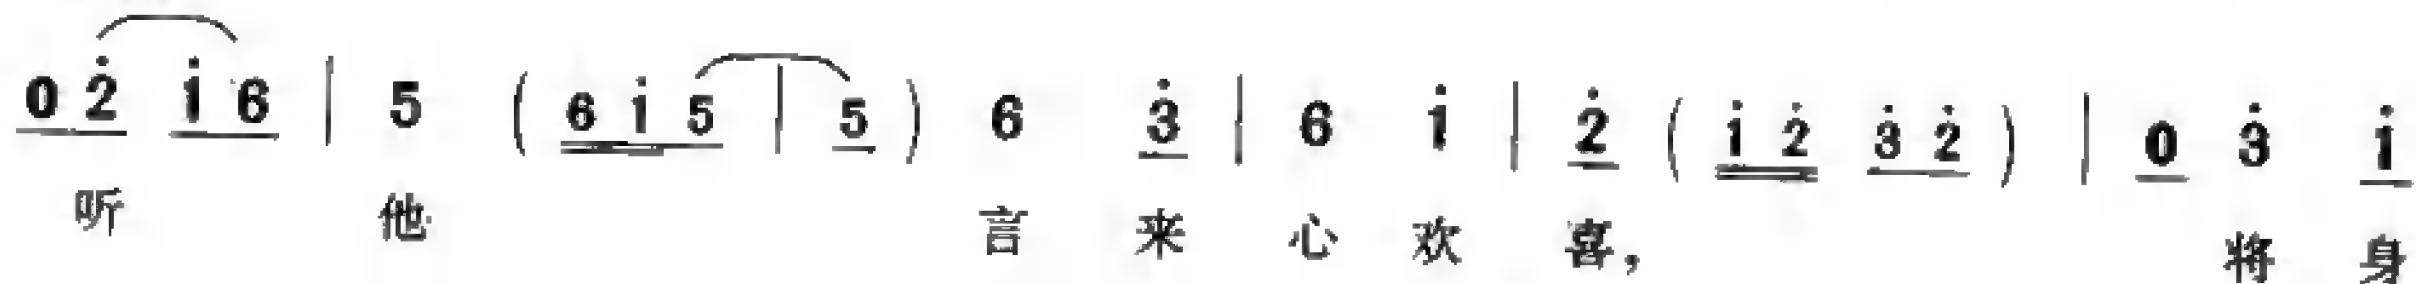 0 2̇ 1̇ 6 | 5 ( 6 1̇ 5 | 5 ) 6 3̇ | 6 1̇ | 2̇ ( 1̇ 2̇ 3̇ 2̇ ) | 0 3̇ 1̇
听 他 言 来 心 欢 喜, 将 身